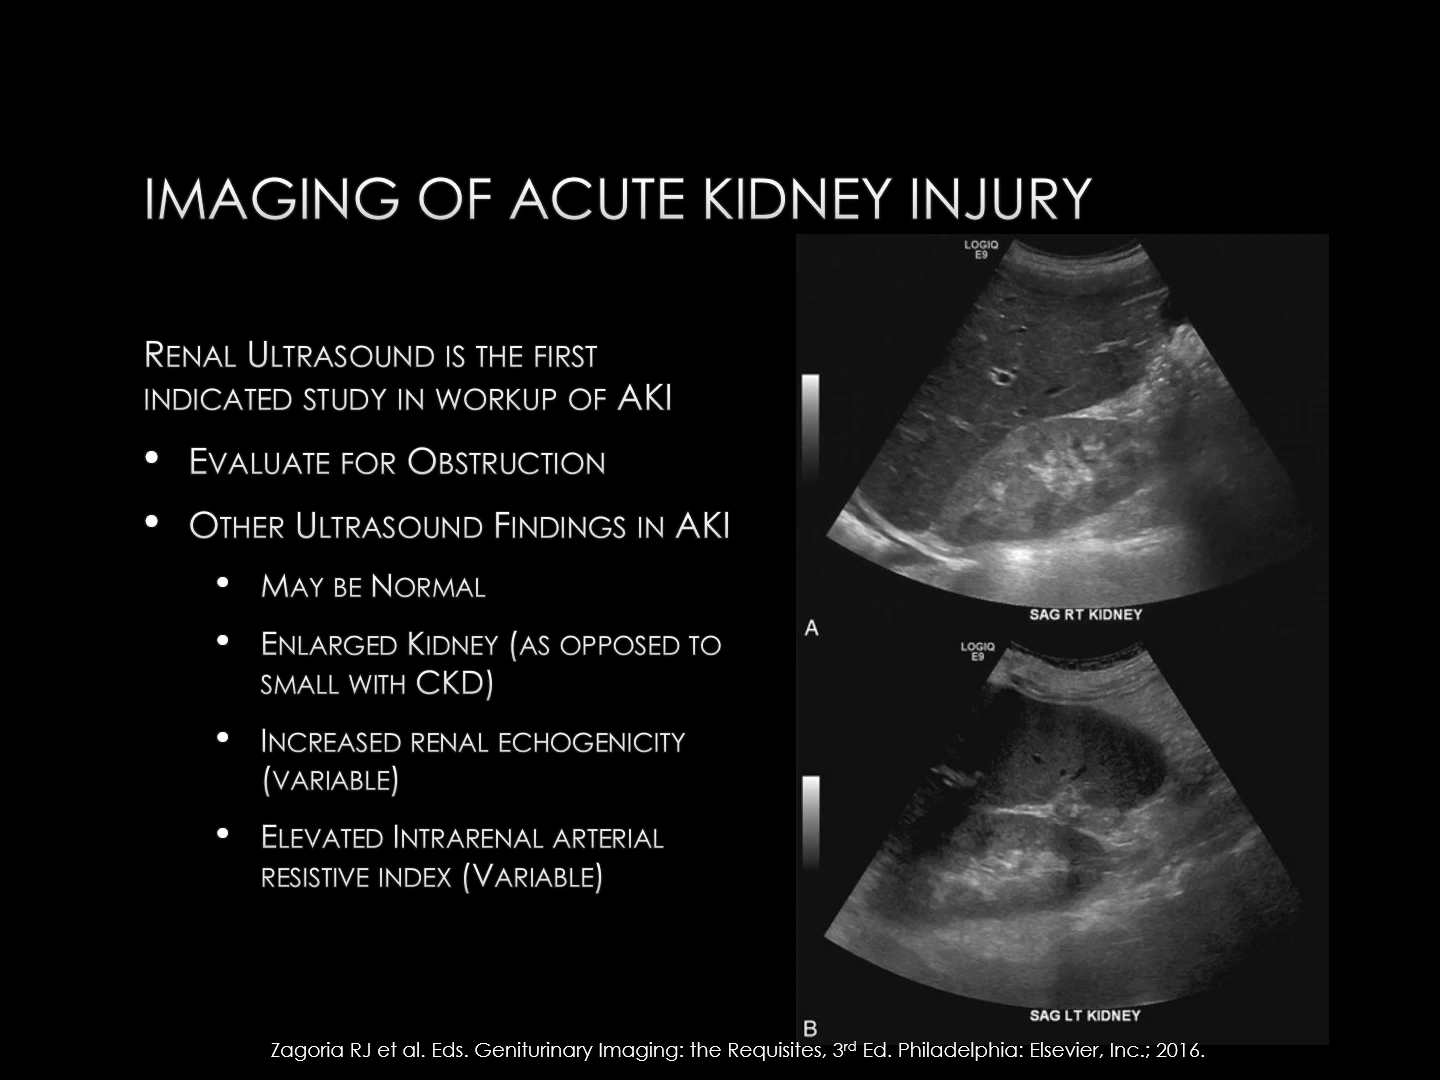 IMAGING OF ACUTE KIDNEY INJURY
RENAL ULTRASOUND IS THE FIRST
INDICATED STUDY IN WORKUP OF AKI
• EVALUATE FOR OBSTRUCTION
• OTHER ULTRASOUND FINDINGS IN AKI
• MAY BE NORMAL
• ENLARGED KIDNEY (AS OPPOSED TO
SMALL WITH CKD)
• INCREASED RENAL ECHOGENICITY
(VARIABLE)
• ELEVATED INTRARENAL ARTERIAL
RESISTIVE INDEX (VARIABLE)
LOGIQ
E9
SAG RT KIDNEY
A
LOGIQ
E9
SAG LT KIDNEY
B
Zagoria RJ et al. Eds. Geniturinary Imaging: the Requisites, 3rd Ed. Philadelphia: Elsevier, Inc.; 2016.